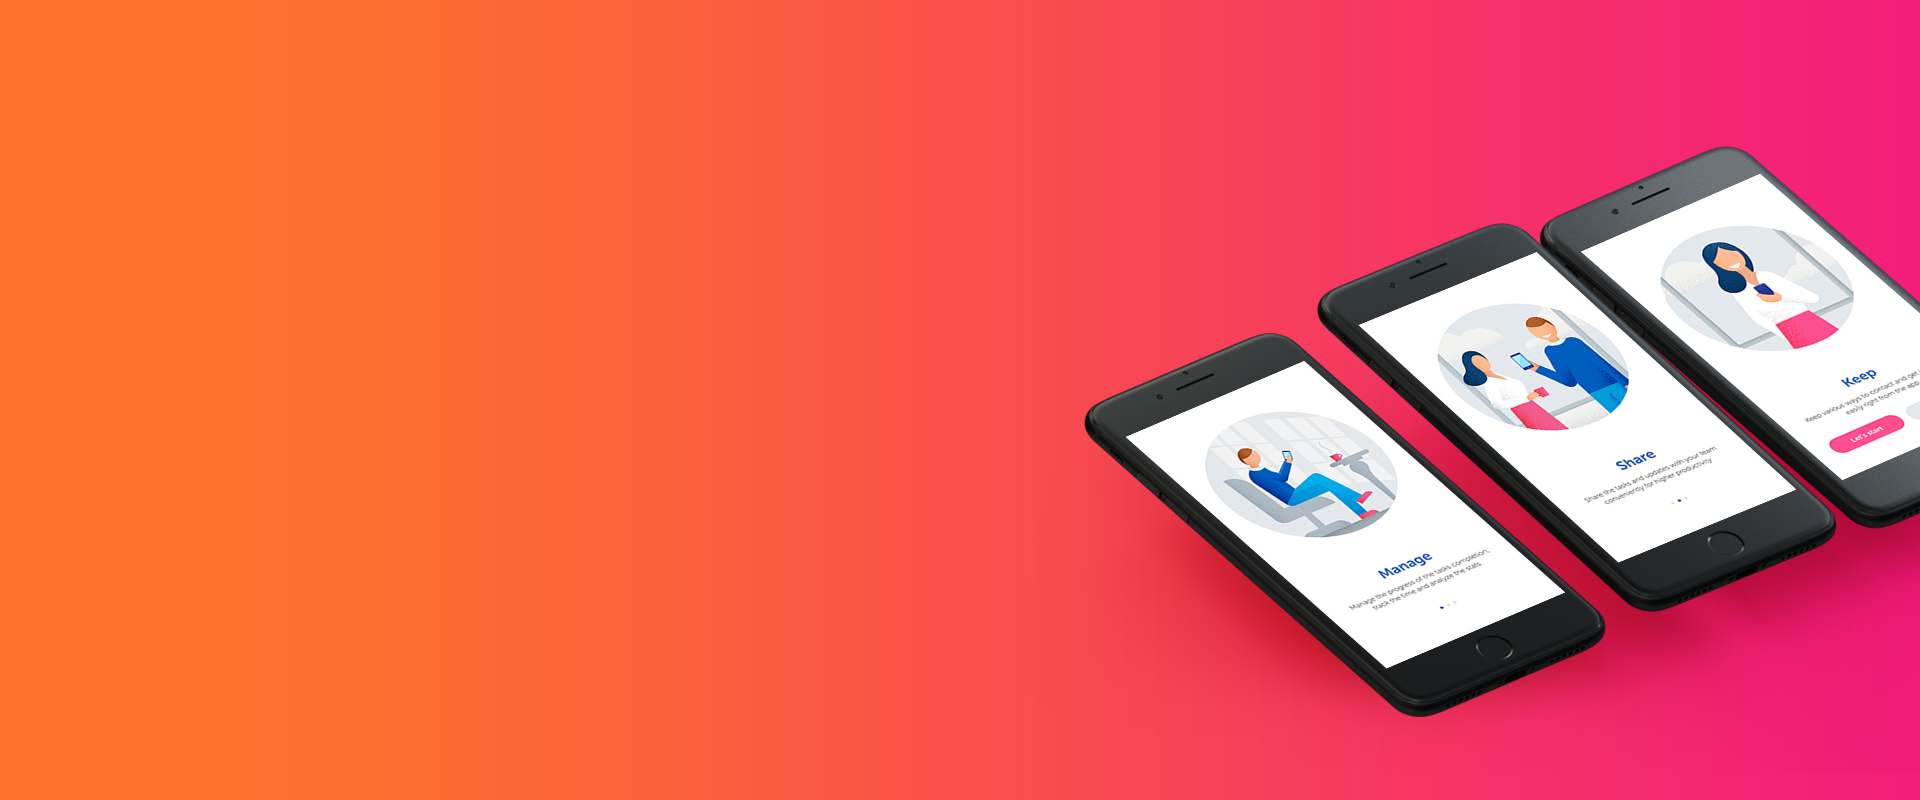 Manage
Manage the progress of the tasks completion,
track the time and analyze the stats
Share
Share the tasks and updates with your team
conveniently for higher productivity
Keep
Keep various ways to contact and get
easily right from the app
Let's start